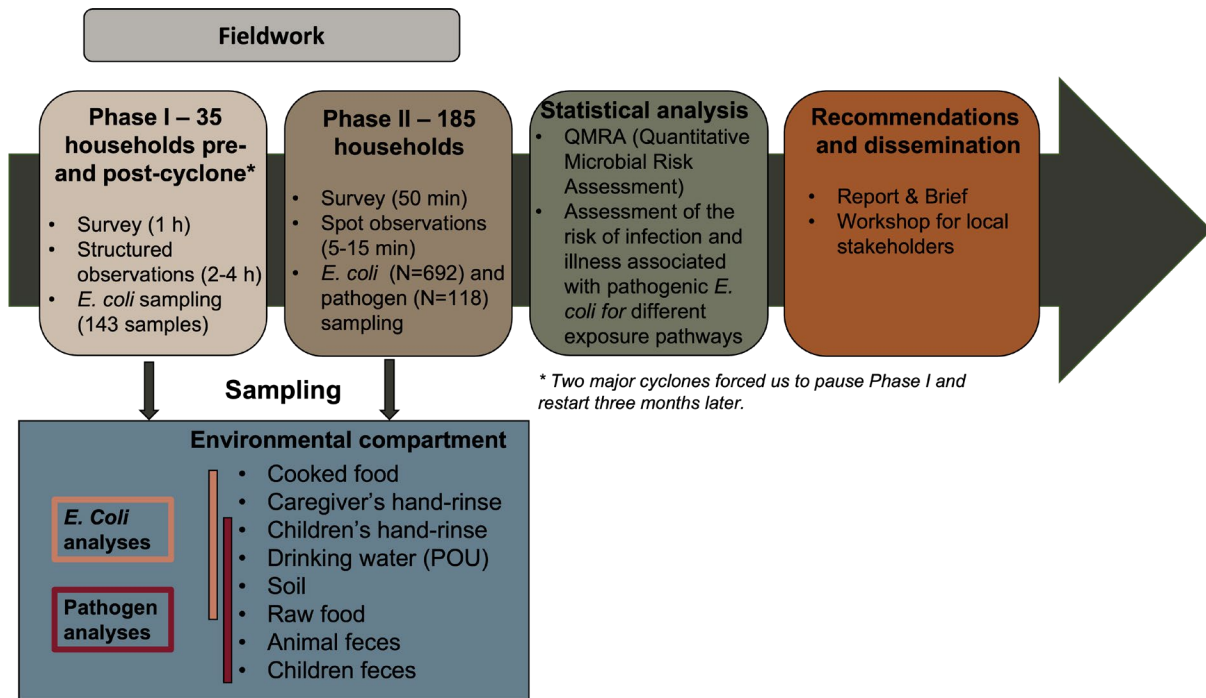 Fieldwork
Phase I – 35
households pre-
and post-cyclone*
• Survey (1 h)
• Structured
observations (2-4 h)
• E. coli sampling
(143 samples)
Phase II – 185
households
• Survey (50 min)
• Spot observations
(5-15 min)
• E. coli (N=692) and
pathogen (N=118)
sampling
Statistical analysis
• QMRA (Quantitative
Microbial Risk
Assessment)
• Assessment of the
risk of infection and
illness associated
with pathogenic E.
coli for different
exposure pathways
Recommendations
and dissemination
• Report & Brief
• Workshop for local
stakeholders
* Two major cyclones forced us to pause Phase I and
restart three months later.
Sampling
Environmental compartment
E. Coli
analyses
Pathogen
analyses
• Cooked food
• Caregiver's hand-rinse
• Children's hand-rinse
• Drinking water (POU)
• Soil
• Raw food
• Animal feces
• Children feces